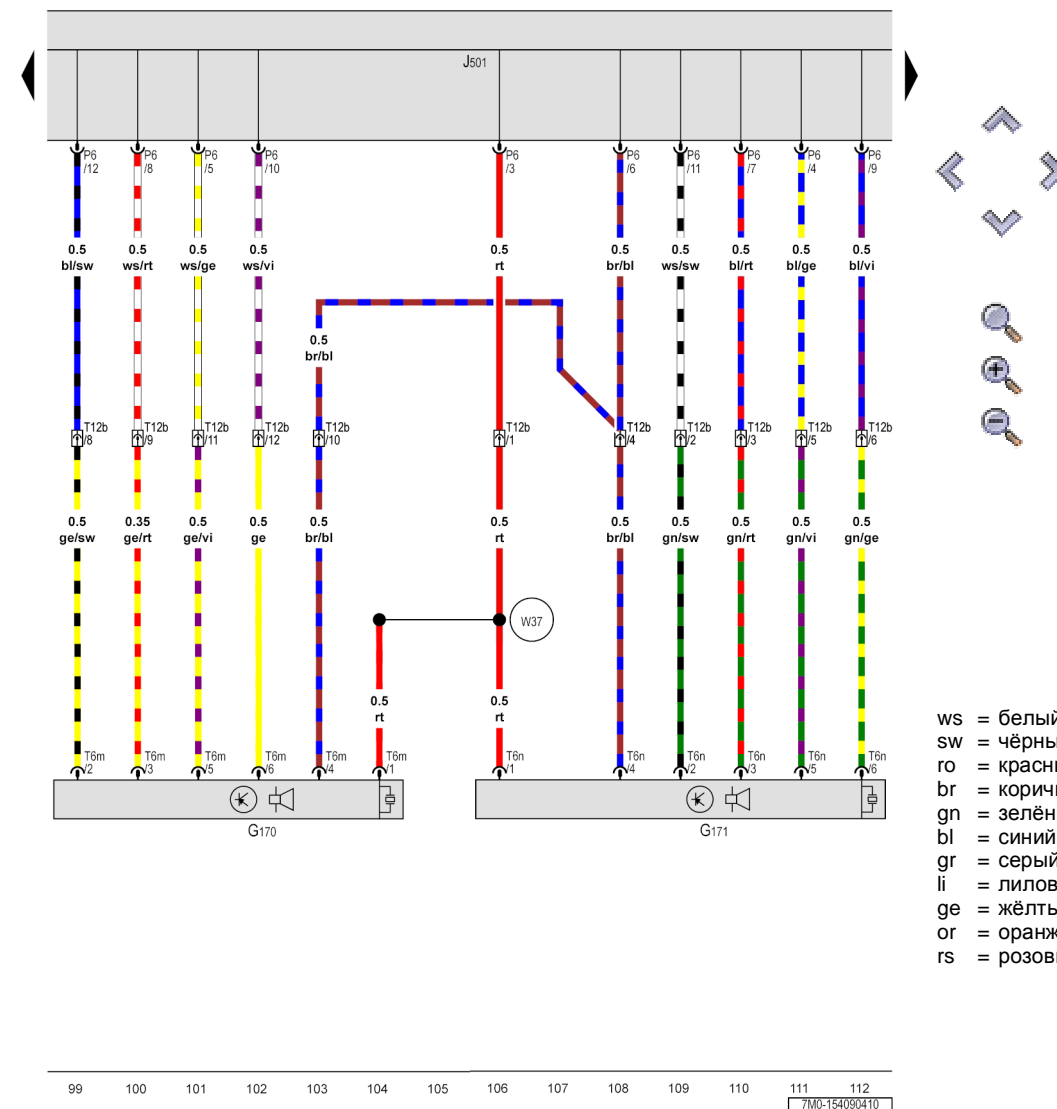 J501
P6 P6 P6 P6 P6 P6 P6 P6 P6 P6
/12 /8 /5 /10 /3 /6 /11 /7 /4 /9
0.5 0.5 0.5 0.5 0.5 0.5 0.5 0.5 0.5 0.5
bl/sw ws/rt ws/ge ws/vi rt br/bl ws/sw bl/rt bl/ge bl/vi
0.5
br/bl
T12b T12b T12b T12b T12b T12b T12b T12b T12b T12b T12b
/8 /9 /11 /12 /10 /1 /4 /2 /3 /5 /6
0.5 0.35 0.5 0.5 0.5 0.5 0.5 0.5 0.5 0.5 0.5
ge/sw ge/rt ge/vi ge br/bl rt br/bl gn/sw gn/rt gn/vi gn/ge
W37
0.5 0.5
rt rt
T6m T6m T6m T6m T6m T6m T6n T6n T6n T6n T6n T6n
/2 /3 /5 /6 /4 /1 /1 /4 /2 /3 /5 /6
G170 G171
ws = белый
sw = чёрны
ro = красн
br = корич
gn = зелён
bl = синий
gr = серый
li = лилов
ge = жёлты
or = оранж
rs = розов
99 100 101 102 103 104 105 106 107 108 109 110 111 112
7M0-154090410